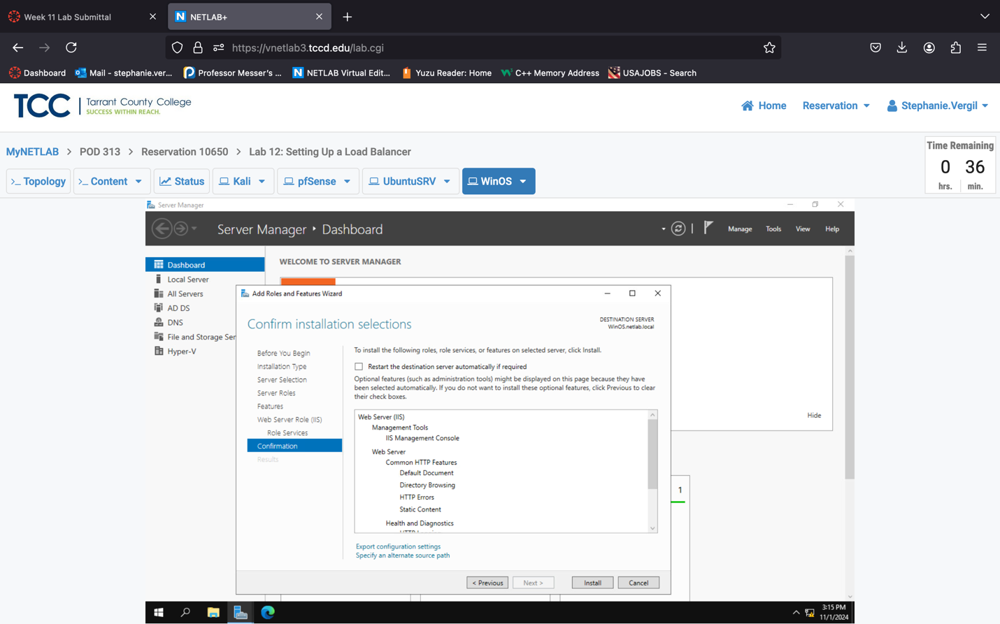 Week 11 Lab Submittal
NETLAB+
https://vnetlab3.tccd.edu/lab.cgi
Dashboard
Mail - stephanie.ver...
Professor Messer's ...
NETLAB Virtual Edit...
Yuzu Reader: Home
C++ Memory Address
USAJOBS - Search
TCC
Tarrant County College
SUCCESS WITHIN REACH.
Home
Reservation
Stephanie.Vergil
MyNETLAB > POD 313 > Reservation 10650 > Lab 12: Setting Up a Load Balancer
Time Remaining
0 36
hrs. min.
>_ Topology
>_ Content
Status
Kali
pfSense
UbuntuSRV
WinOS
Server Manager
Server Manager ‣ Dashboard
Manage
Tools
View
Help
Dashboard
Local Server
All Servers
AD DS
DNS
File and Storage Ser
Hyper-V
WELCOME TO SERVER MANAGER
Add Roles and Features Wizard
Confirm installation selections
DESTINATION SERVER
WinOS.netlab.local
Before You Begin
Installation Type
Server Selection
Server Roles
Features
Web Server Role (IIS)
Role Services
Confirmation
Results
To install the following roles, role services, or features on selected server, click Install.
Restart the destination server automatically if required
Optional features (such as administration tools) might be displayed on this page because they have
been selected automatically. If you do not want to install these optional features, click Previous to clear
their check boxes.
Web Server (IIS)
Management Tools
IIS Management Console
Web Server
Common HTTP Features
Default Document
Directory Browsing
HTTP Errors
Static Content
Health and Diagnostics
Export configuration settings
Specify an alternate source path
< Previous
Next >
Install
Cancel
Hide
1
3:15 PM
11/1/2024